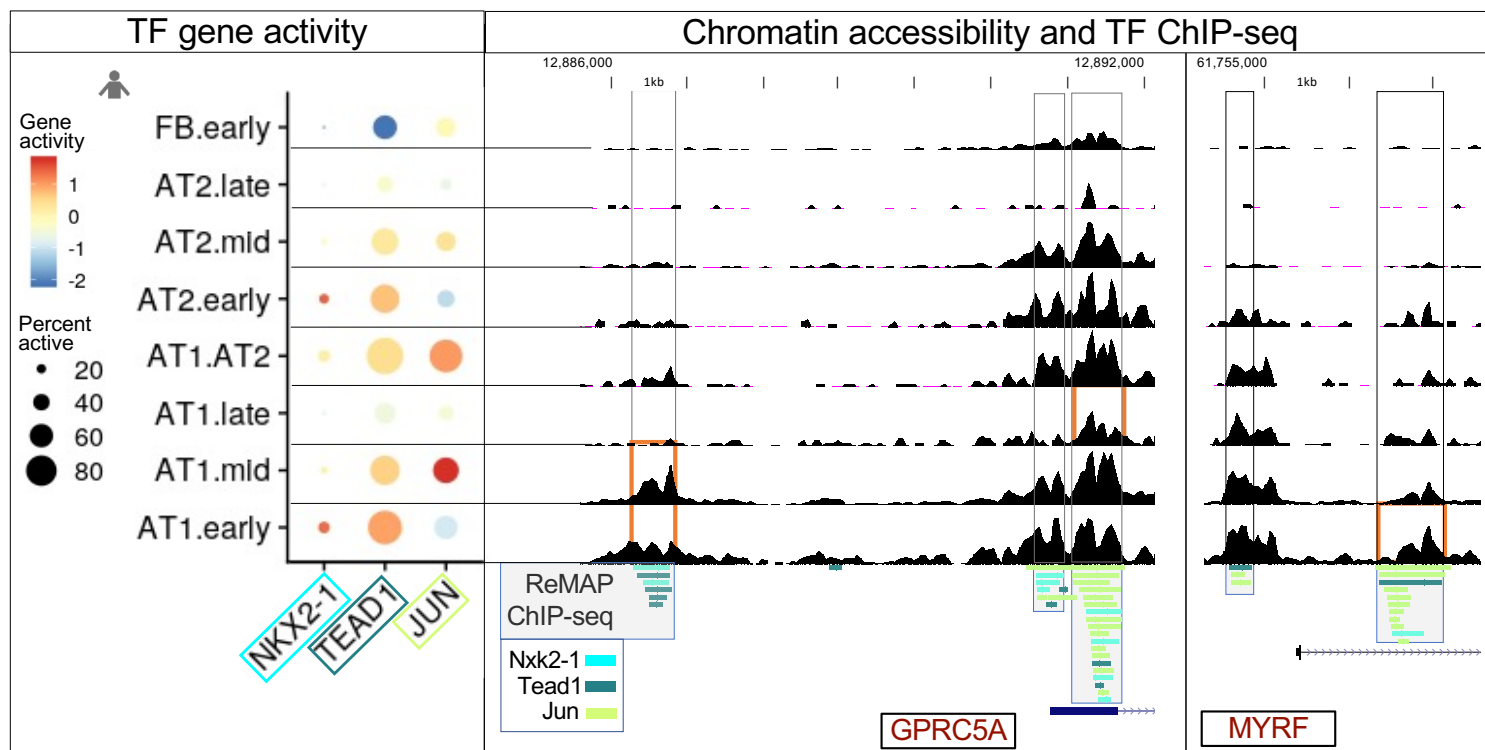 TF gene activity
Chromatin accessibility and TF ChIP-seq
12,886,000
1kb
12,892,000
61,755,000
1kb
Gene
activity
1
0
-1
-2
Percent
active
20
40
60
80
FB.early
AT2.late
AT2.mid
AT2.early
AT1.AT2
AT1.late
AT1.mid
AT1.early
NKX2-1
TEAD1
JUN
ReMAP
ChIP-seq
Nxk2-1
Tead1
Jun
GPRC5A
MYRF